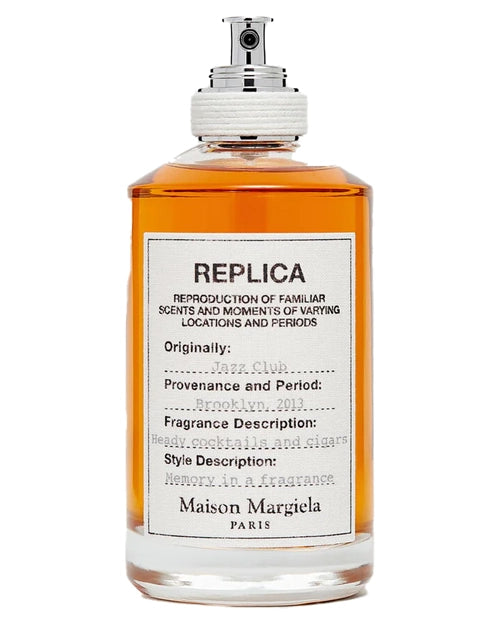 REPLICA
REPRODUCTION OF FAMILIAR
SCENTS AND MOMENTS OF VARYING
LOCATIONS AND PERIODS
Originally:
Jazz Club
Provenance and Period:
Brooklyn, 2013
Fragrance Description:
Heady cocktails and cigars
Style Description:
Memory in a fragrance
Maison Margiela
PARIS